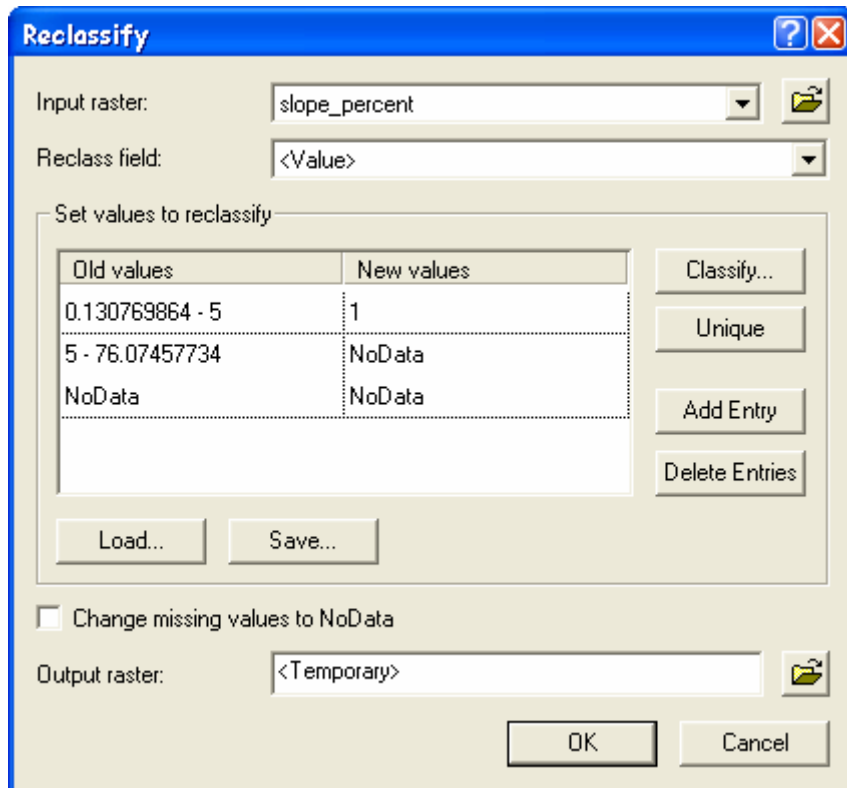 Reclassify
Input raster: slope_percent
Reclass field: <Value>
Set values to reclassify
Old values New values Classify...
0.130769864 - 5 1
Unique
5 - 76.07457734 NoData
NoData NoData
Add Entry
Delete Entries
Load... Save...
Change missing values to NoData
Output raster: <Temporary>
OK Cancel